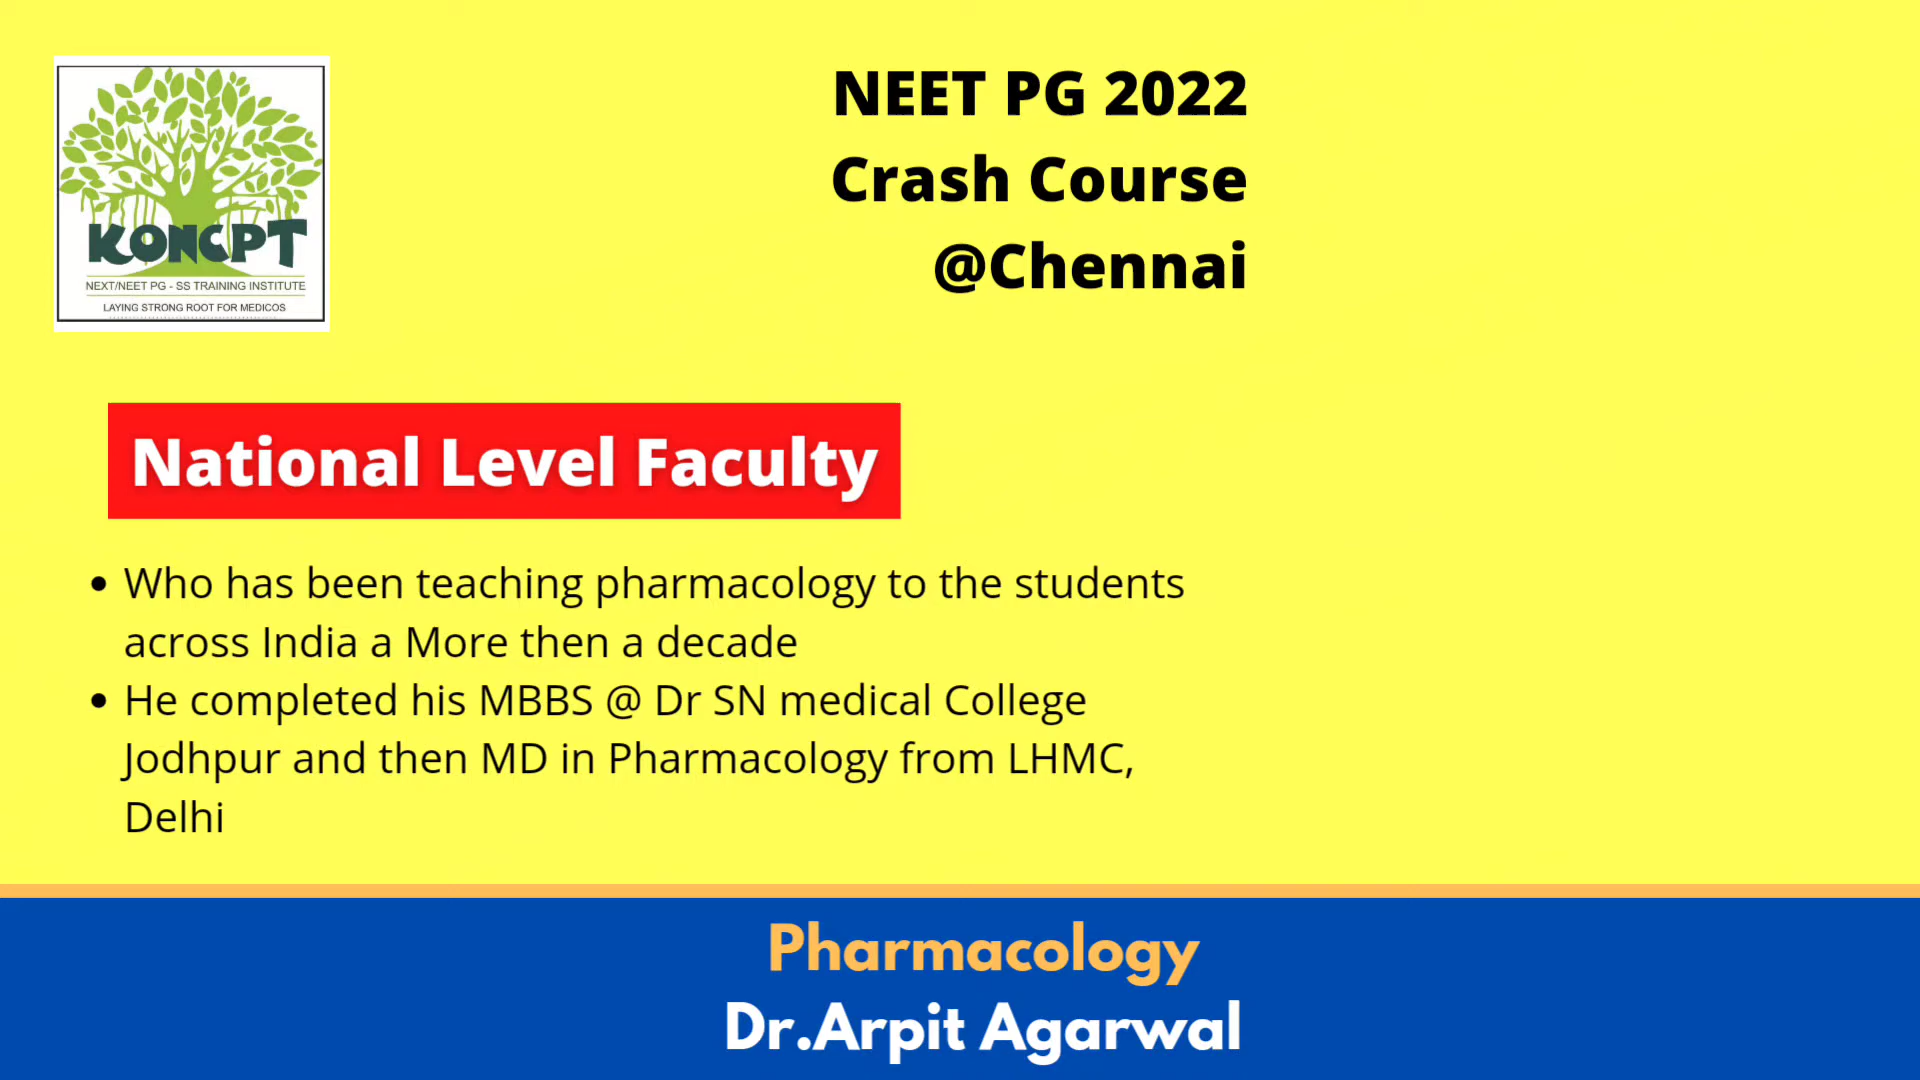 KONCPT
NEXT/NEET PG - SS TRAINING INSTITUTE
LAYING STRONG ROOT FOR MEDICOS
NEET PG 2022
Crash Course
@Chennai
National Level Faculty
• Who has been teaching pharmacology to the students
across India a More then a decade
• He completed his MBBS @ Dr SN medical College
Jodhpur and then MD in Pharmacology from LHMC,
Delhi
Pharmacology
Dr.Arpit Agarwal